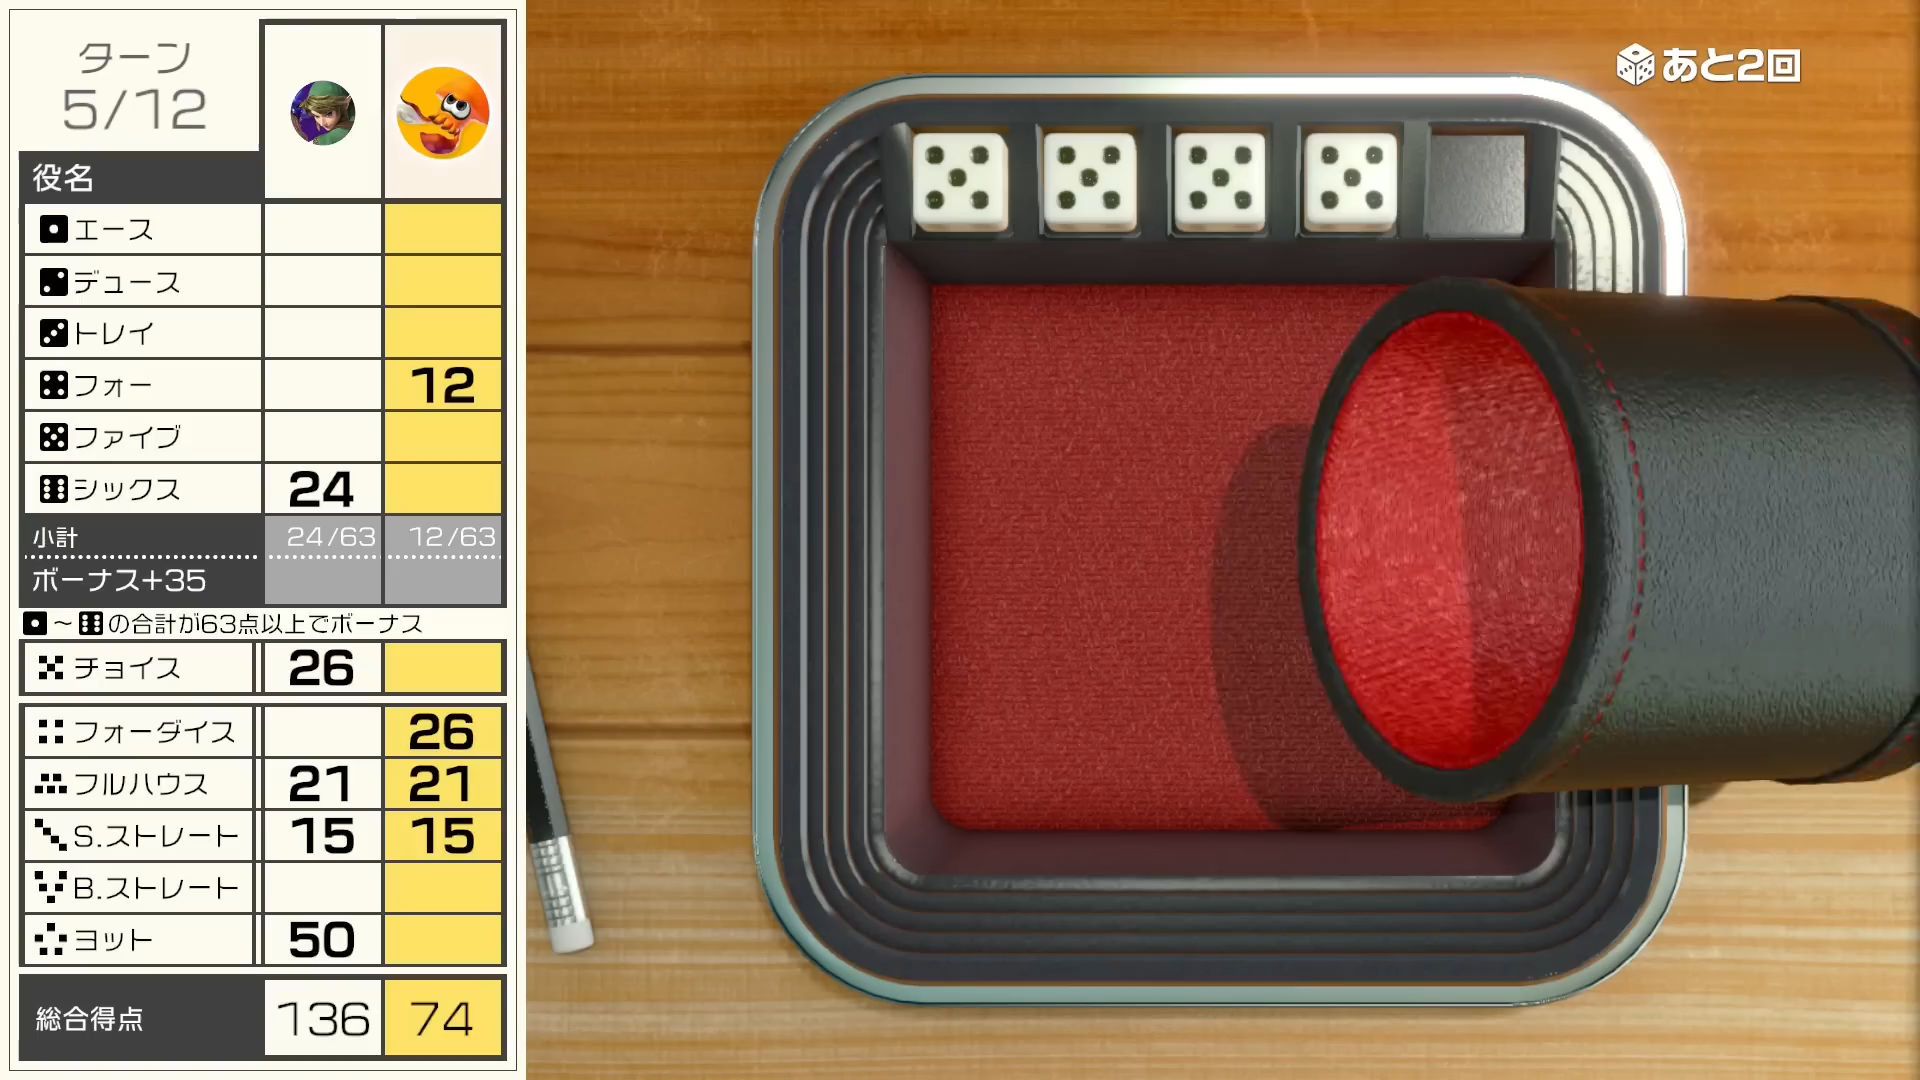 ターン
5/12
役名
エース
デュース
トレイ
フォー 12
ファイブ
シックス 24
小計 24/63 12/63
ボーナス+35
~の合計が63点以上でボーナス
チョイス 26
フォーダイス 26
フルハウス 21 21
S.ストレート 15 15
B.ストレート
ヨット 50
総合得点 136 74
あと2回